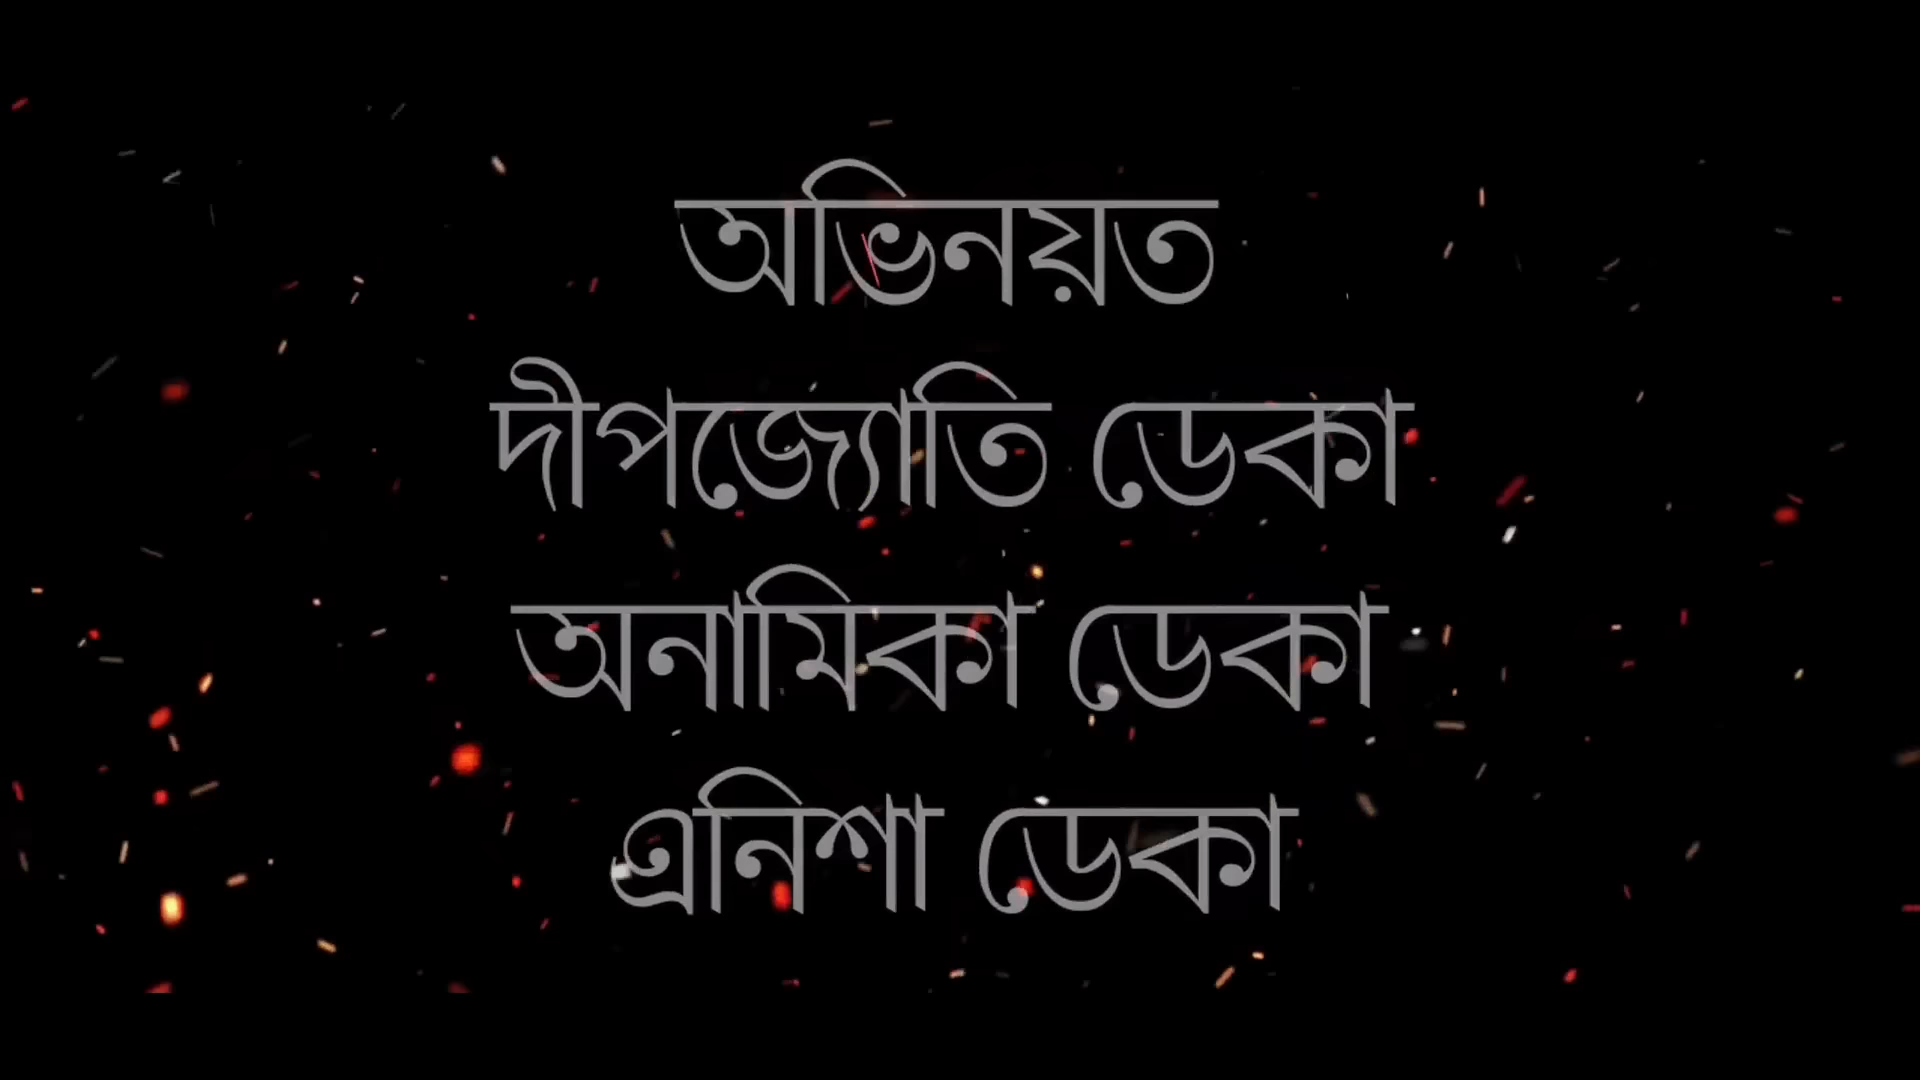 অভিনয়ত
দীপজ্যোতি ডেকা
অনামিকা ডেকা
এনিশা ডেকা